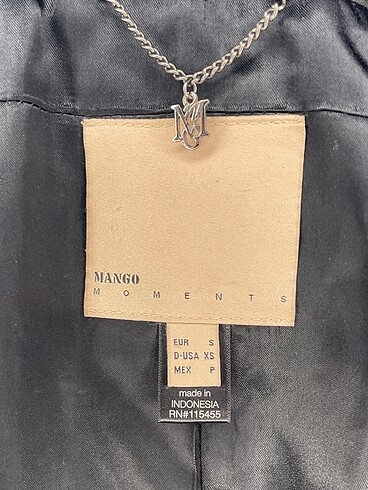 MANGO
MOMENTS
EUR S
D-USA XS
MEX P
made in
INDONESIA
RN#115455